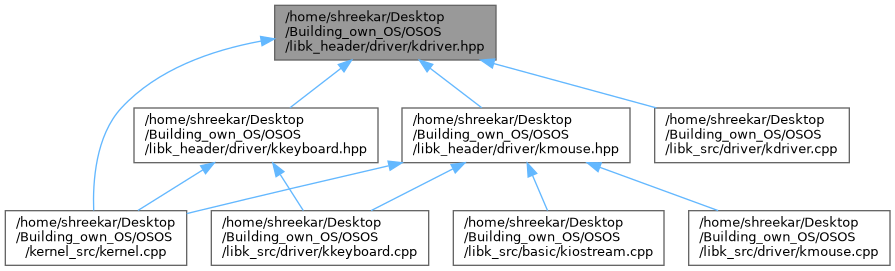 /home/shreekar/Desktop
/Building_own_OS/OSOS
/libk_header/driver/kdriver.hpp
/home/shreekar/Desktop
/Building_own_OS/OSOS
/libk_header/driver/kkeyboard.hpp
/home/shreekar/Desktop
/Building_own_OS/OSOS
/libk_header/driver/kmouse.hpp
/home/shreekar/Desktop
/Building_own_OS/OSOS
/libk_src/driver/kdriver.cpp
/home/shreekar/Desktop
/Building_own_OS/OSOS
/kernel_src/kernel.cpp
/home/shreekar/Desktop
/Building_own_OS/OSOS
/libk_src/driver/kkeyboard.cpp
/home/shreekar/Desktop
/Building_own_OS/OSOS
/libk_src/basic/kiostream.cpp
/home/shreekar/Desktop
/Building_own_OS/OSOS
/libk_src/driver/kmouse.cpp